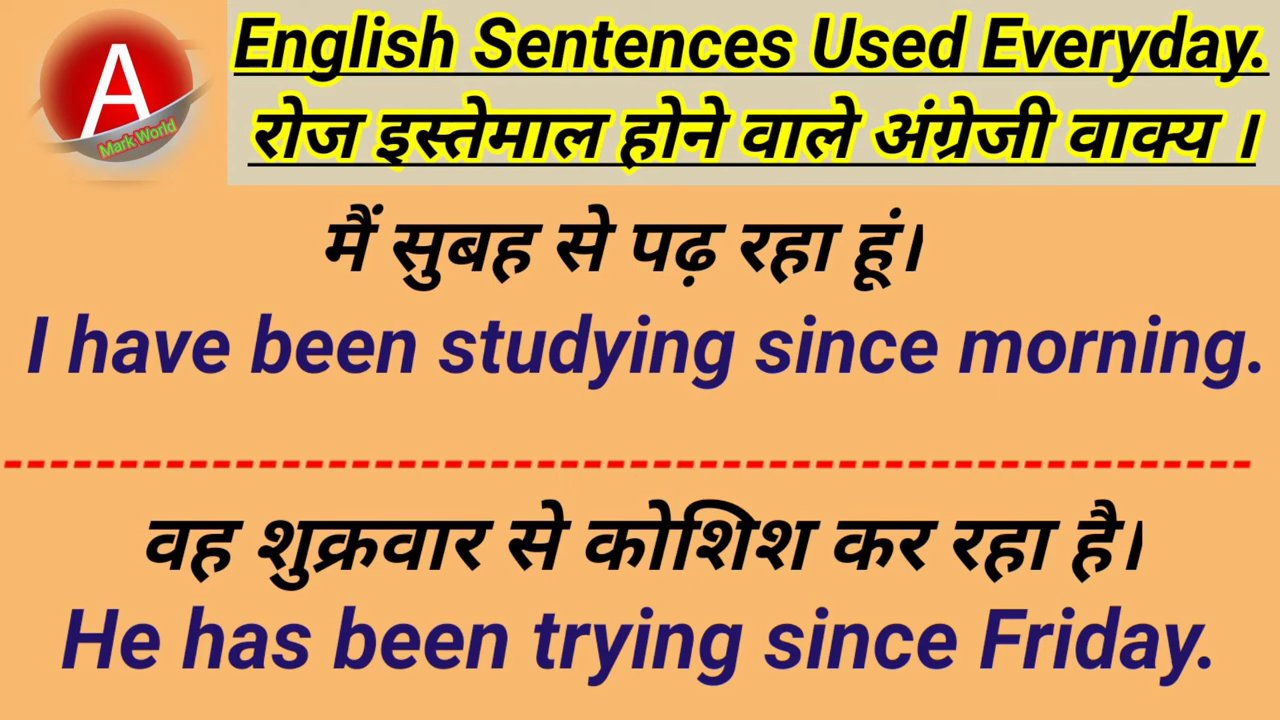 A
Mark World
English Sentences Used Everyday.
रोज इस्तेमाल होने वाले अंग्रेजी वाक्य ।
मैं सुबह से पढ़ रहा हूं।
I have been studying since morning.
वह शुक्रवार से कोशिश कर रहा है।
He has been trying since Friday.